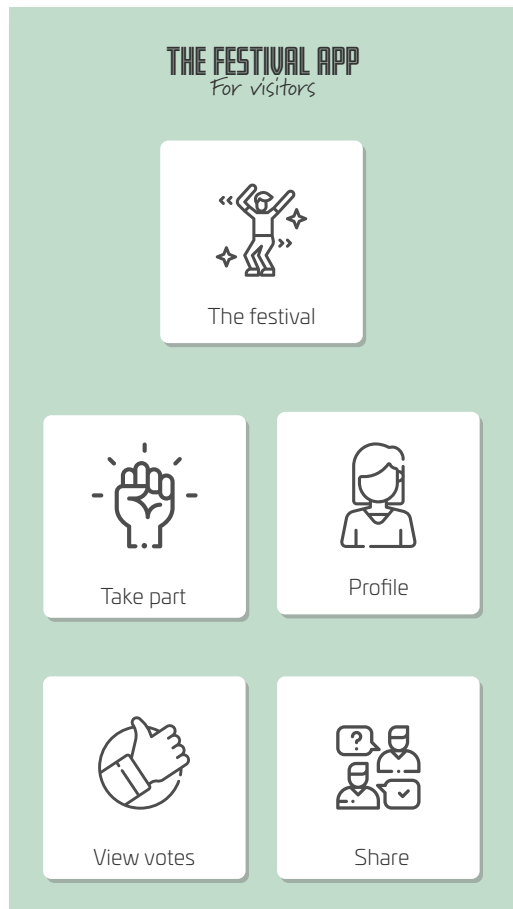 THE FESTIVAL APP
For visitors
The festival
Take part
Profile
View votes
Share